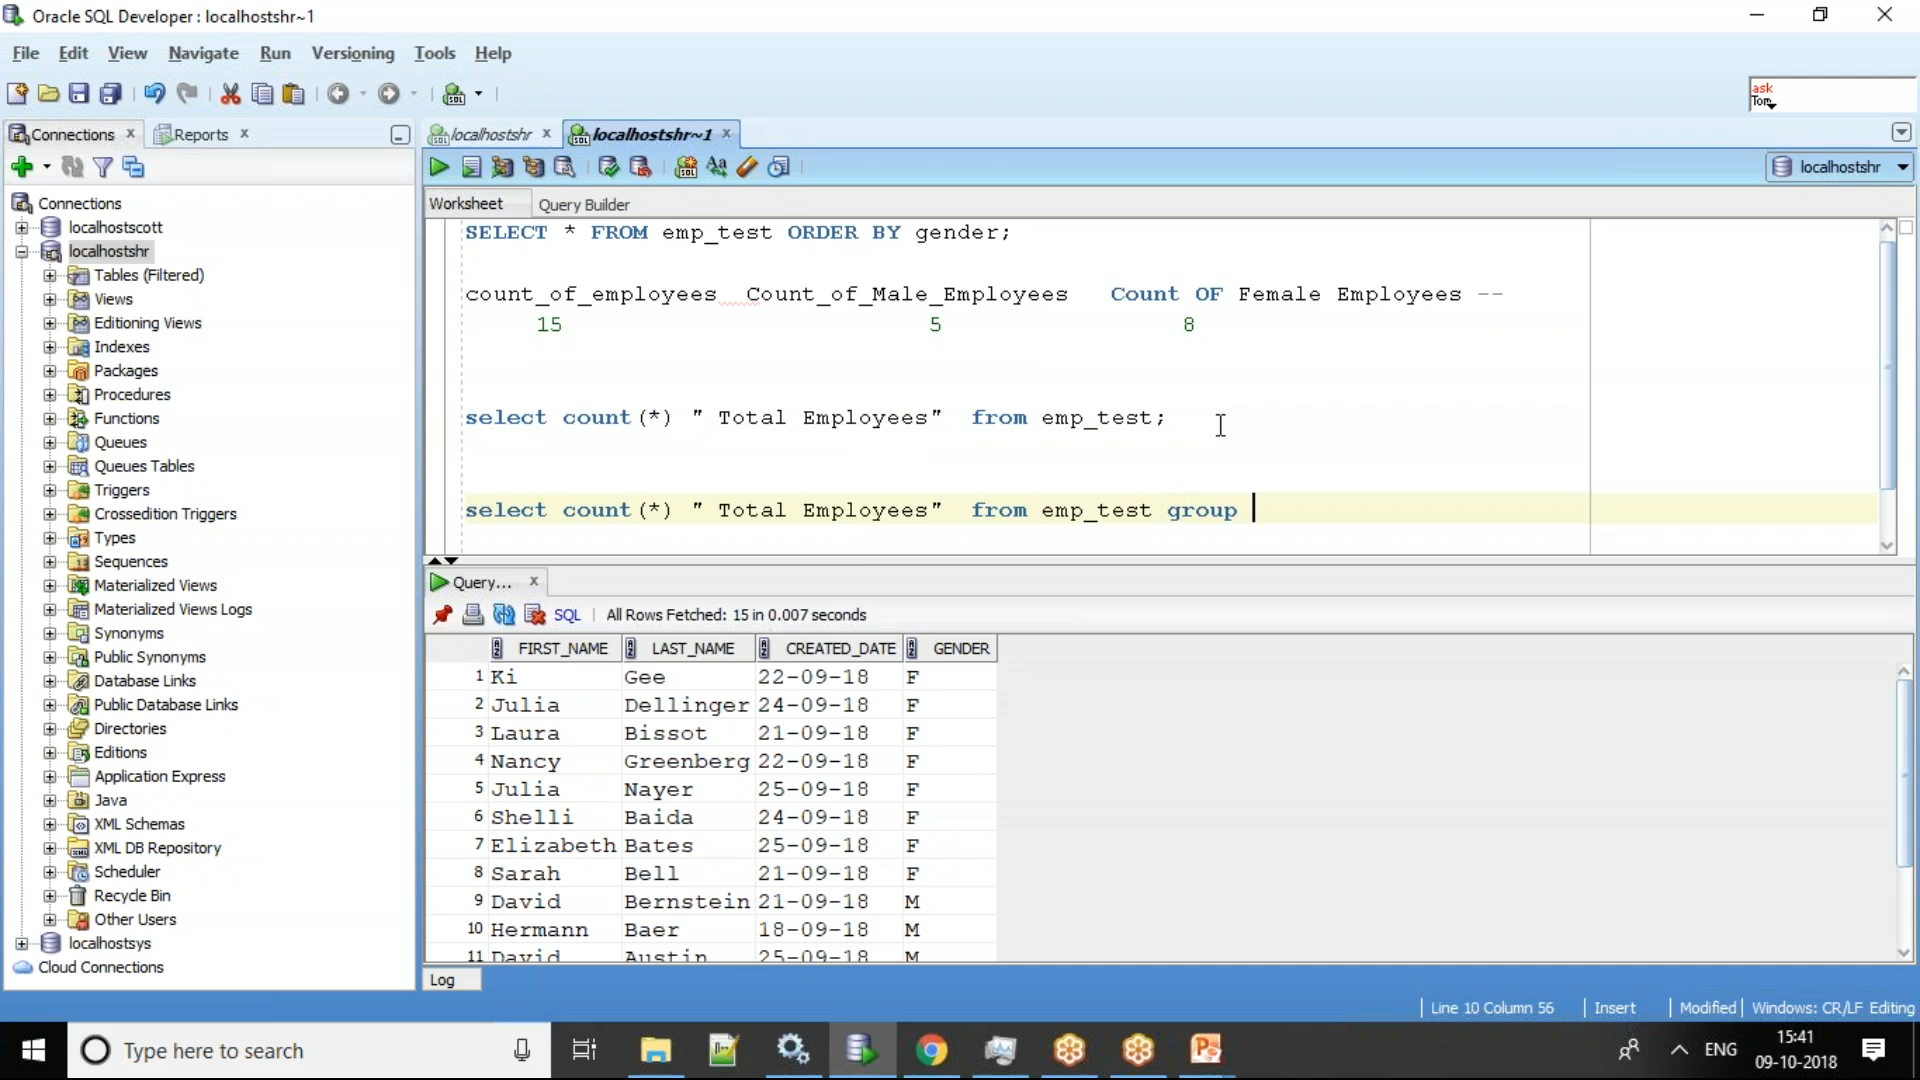 Oracle SQL Developer : localhostshr~1
File Edit View Navigate Run Versioning Tools Help
ask
Tom
Connections x Reports x localhostshr x localhostshr~1 x
localhostshr
Worksheet Query Builder
Connections
localhostscott
localhostshr
Tables (Filtered)
Views
Editioning Views
Indexes
Packages
Procedures
Functions
Queues
Queues Tables
Triggers
Crossedition Triggers
Types
Sequences
Materialized Views
Materialized Views Logs
Synonyms
Public Synonyms
Database Links
Public Database Links
Directories
Editions
Application Express
Java
XML Schemas
XML DB Repository
Scheduler
Recycle Bin
Other Users
localhostsys
Cloud Connections
SELECT * FROM emp_test ORDER BY gender;
count_of_employees Count_of_Male_Employees Count OF Female Employees --
15 5 8
select count(*) " Total Employees" from emp_test;
select count(*) " Total Employees" from emp_test group
Query... x
SQL All Rows Fetched: 15 in 0.007 seconds
FIRST_NAME LAST_NAME CREATED_DATE GENDER
1 Ki Gee 22-09-18 F
2 Julia Dellinger 24-09-18 F
3 Laura Bissot 21-09-18 F
4 Nancy Greenberg 22-09-18 F
5 Julia Nayer 25-09-18 F
6 Shelli Baida 24-09-18 F
7 Elizabeth Bates 25-09-18 F
8 Sarah Bell 21-09-18 F
9 David Bernstein 21-09-18 M
10 Hermann Baer 18-09-18 M
11 David Austin 25-09-18 M
Log
Line 10 Column 56 Insert Modified Windows: CR/LF Editing
Type here to search
ENG
15:41
09-10-2018